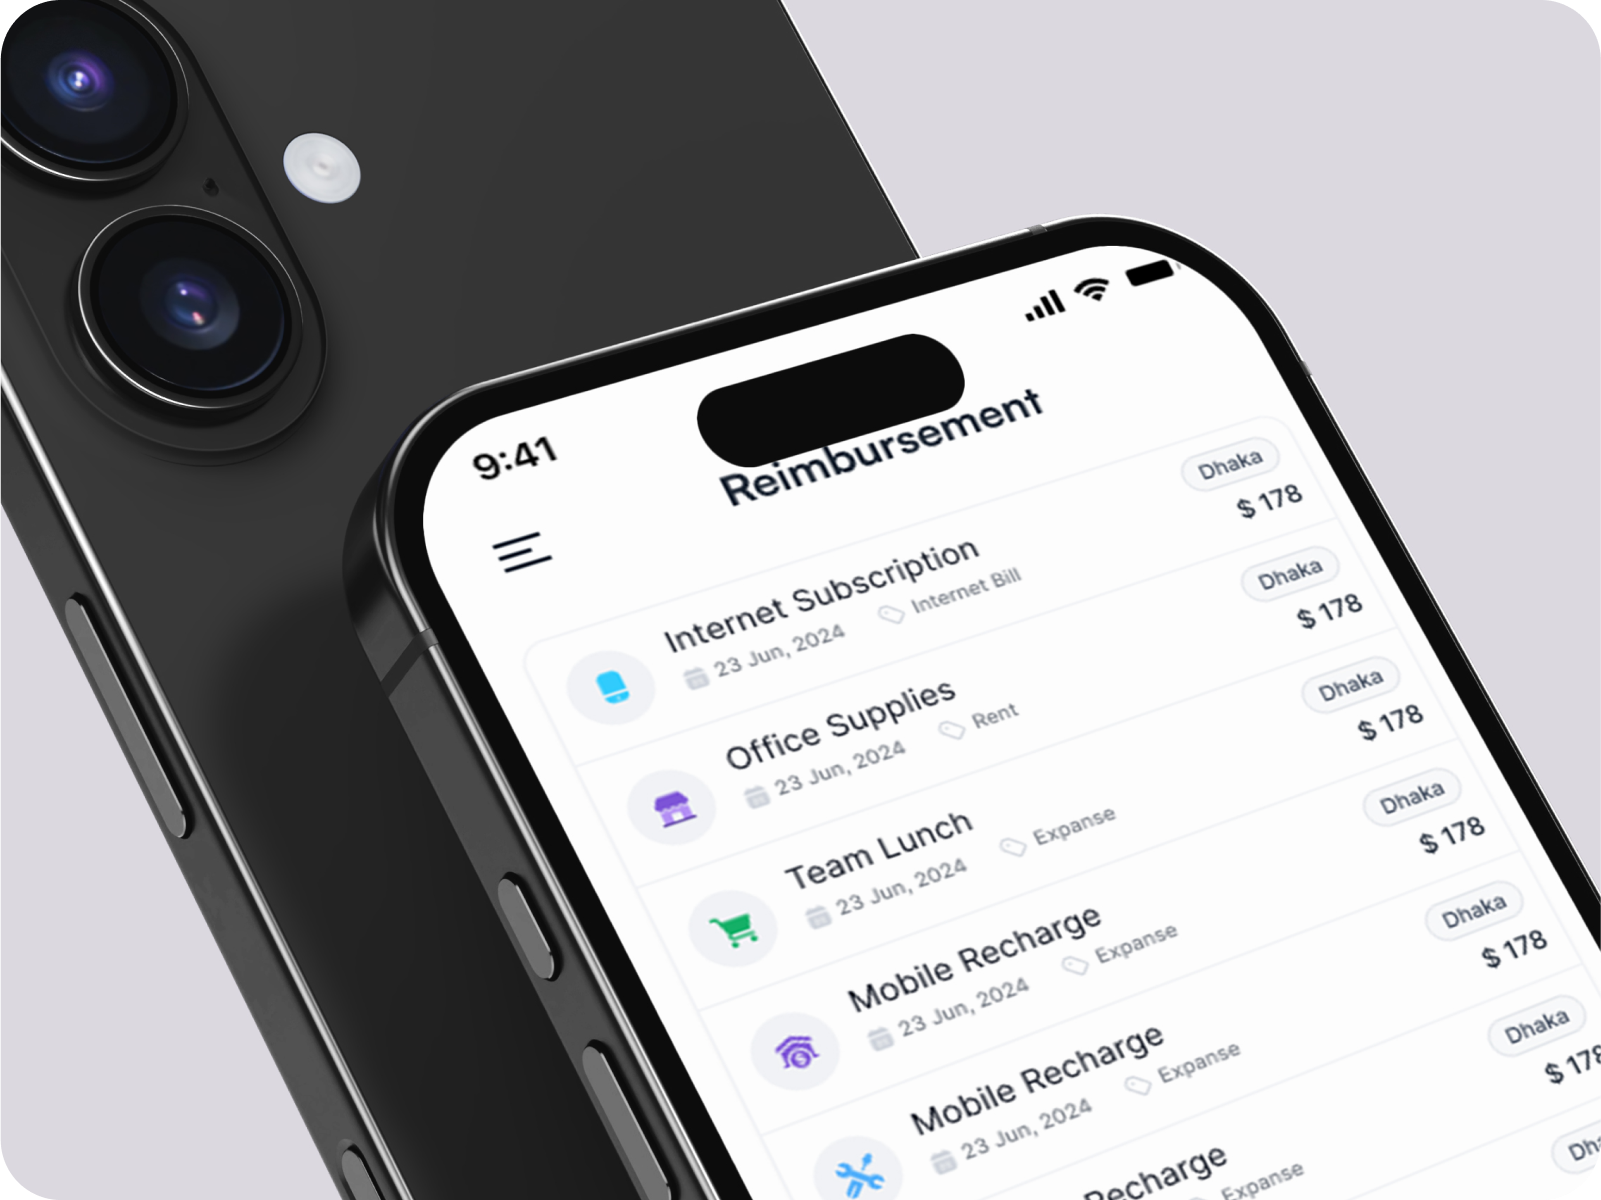 9:41
Reimbursement
Internet Subscription
23 Jun, 2024 Internet Bill
Dhaka
$ 178
Office Supplies
23 Jun, 2024 Rent
Dhaka
$ 178
Team Lunch
23 Jun, 2024 Expanse
Dhaka
$ 178
Mobile Recharge
23 Jun, 2024 Expanse
Dhaka
$ 178
Mobile Recharge
23 Jun, 2024 Expanse
Dhaka
$ 178
Recharge
Expanse
Dha